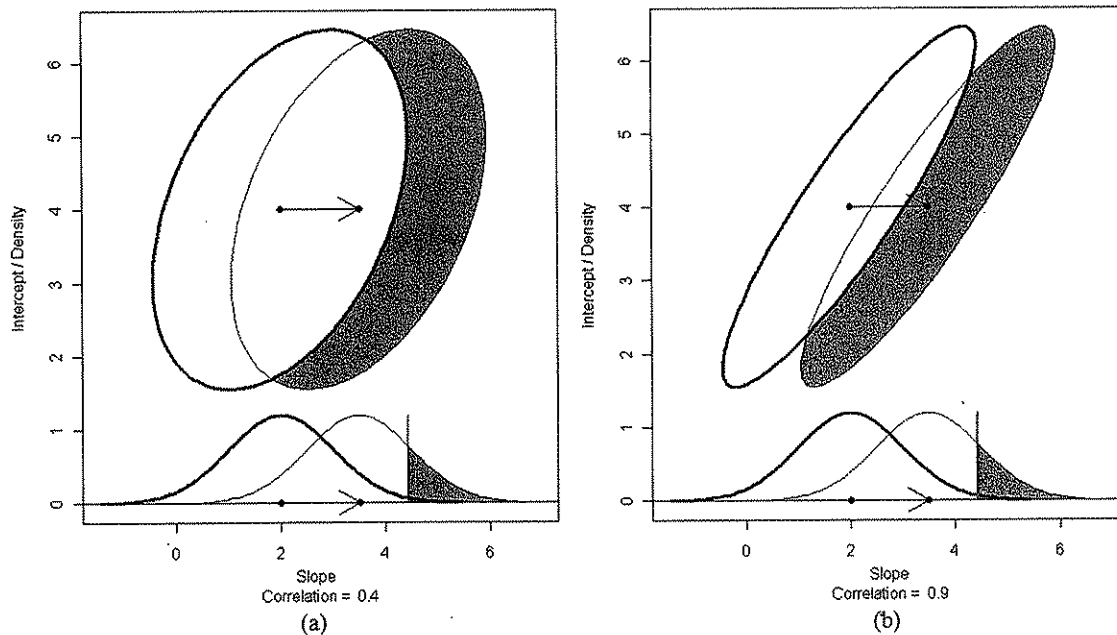 Intercept / Density
6
5
4
3
2
1
0
0 2 4 6
Slope
Correlation = 0.4
(a)
Intercept / Density
6
5
4
3
2
1
0
0 2 4 6
Slope
Correlation = 0.9
(b)